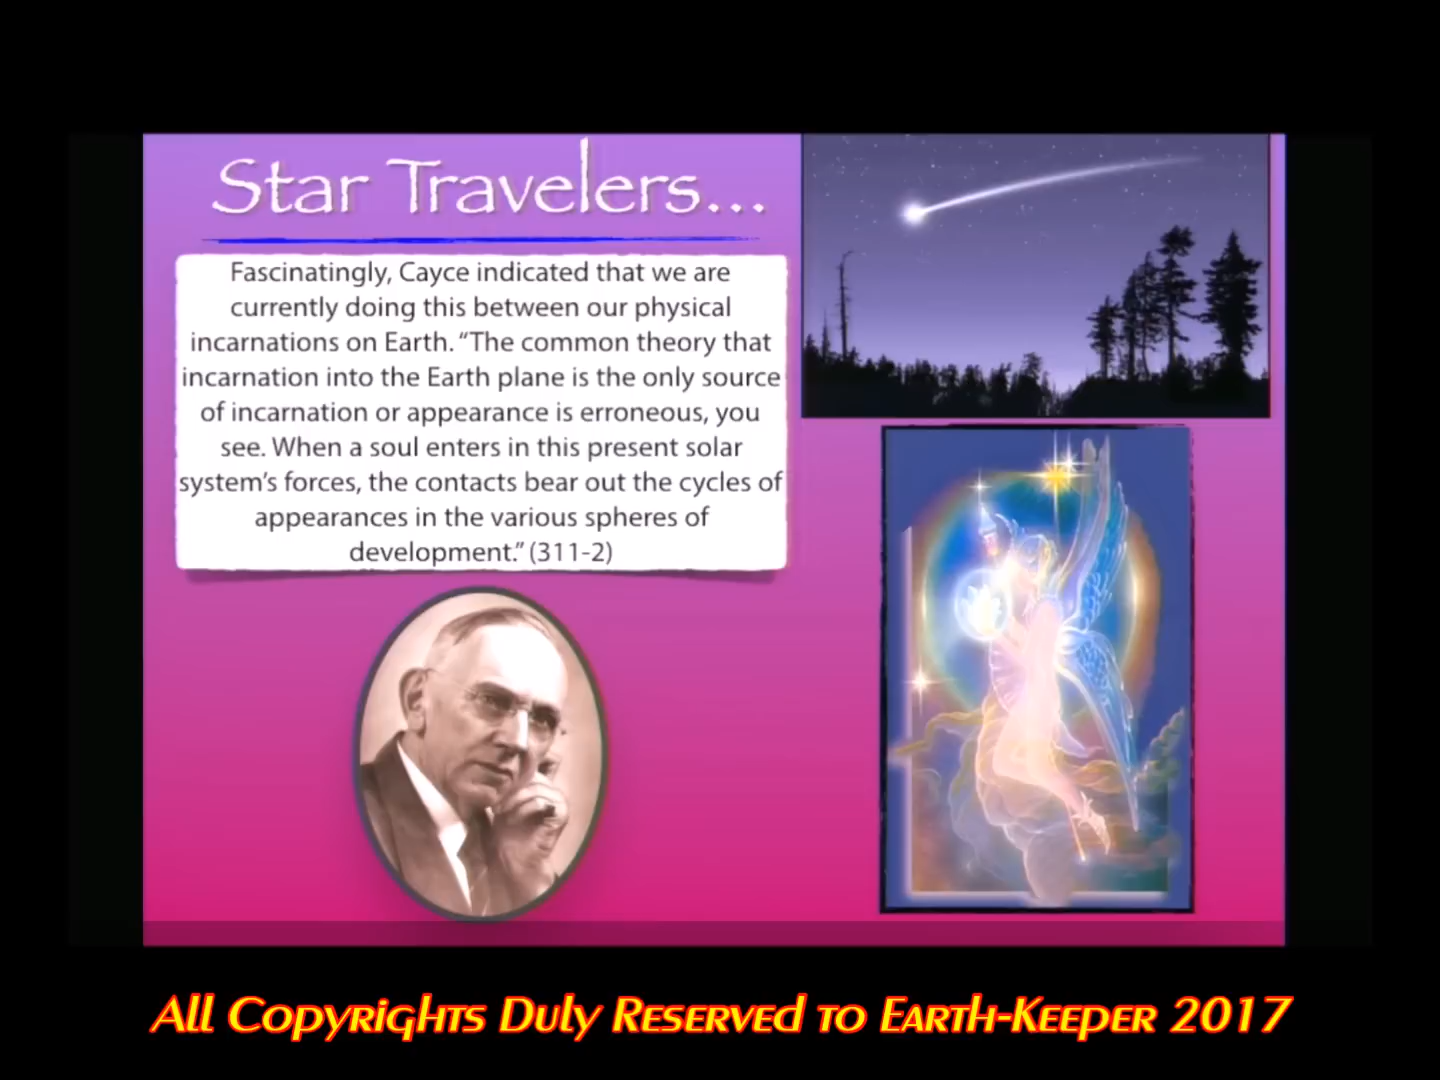 Star Travelers...
Fascinatingly, Cayce indicated that we are
currently doing this between our physical
incarnations on Earth. “The common theory that
incarnation into the Earth plane is the only source
of incarnation or appearance is erroneous, you
see. When a soul enters in this present solar
system’s forces, the contacts bear out the cycles of
appearances in the various spheres of
development.” (311-2)
All Copyrights Duly Reserved to Earth-Keeper 2017